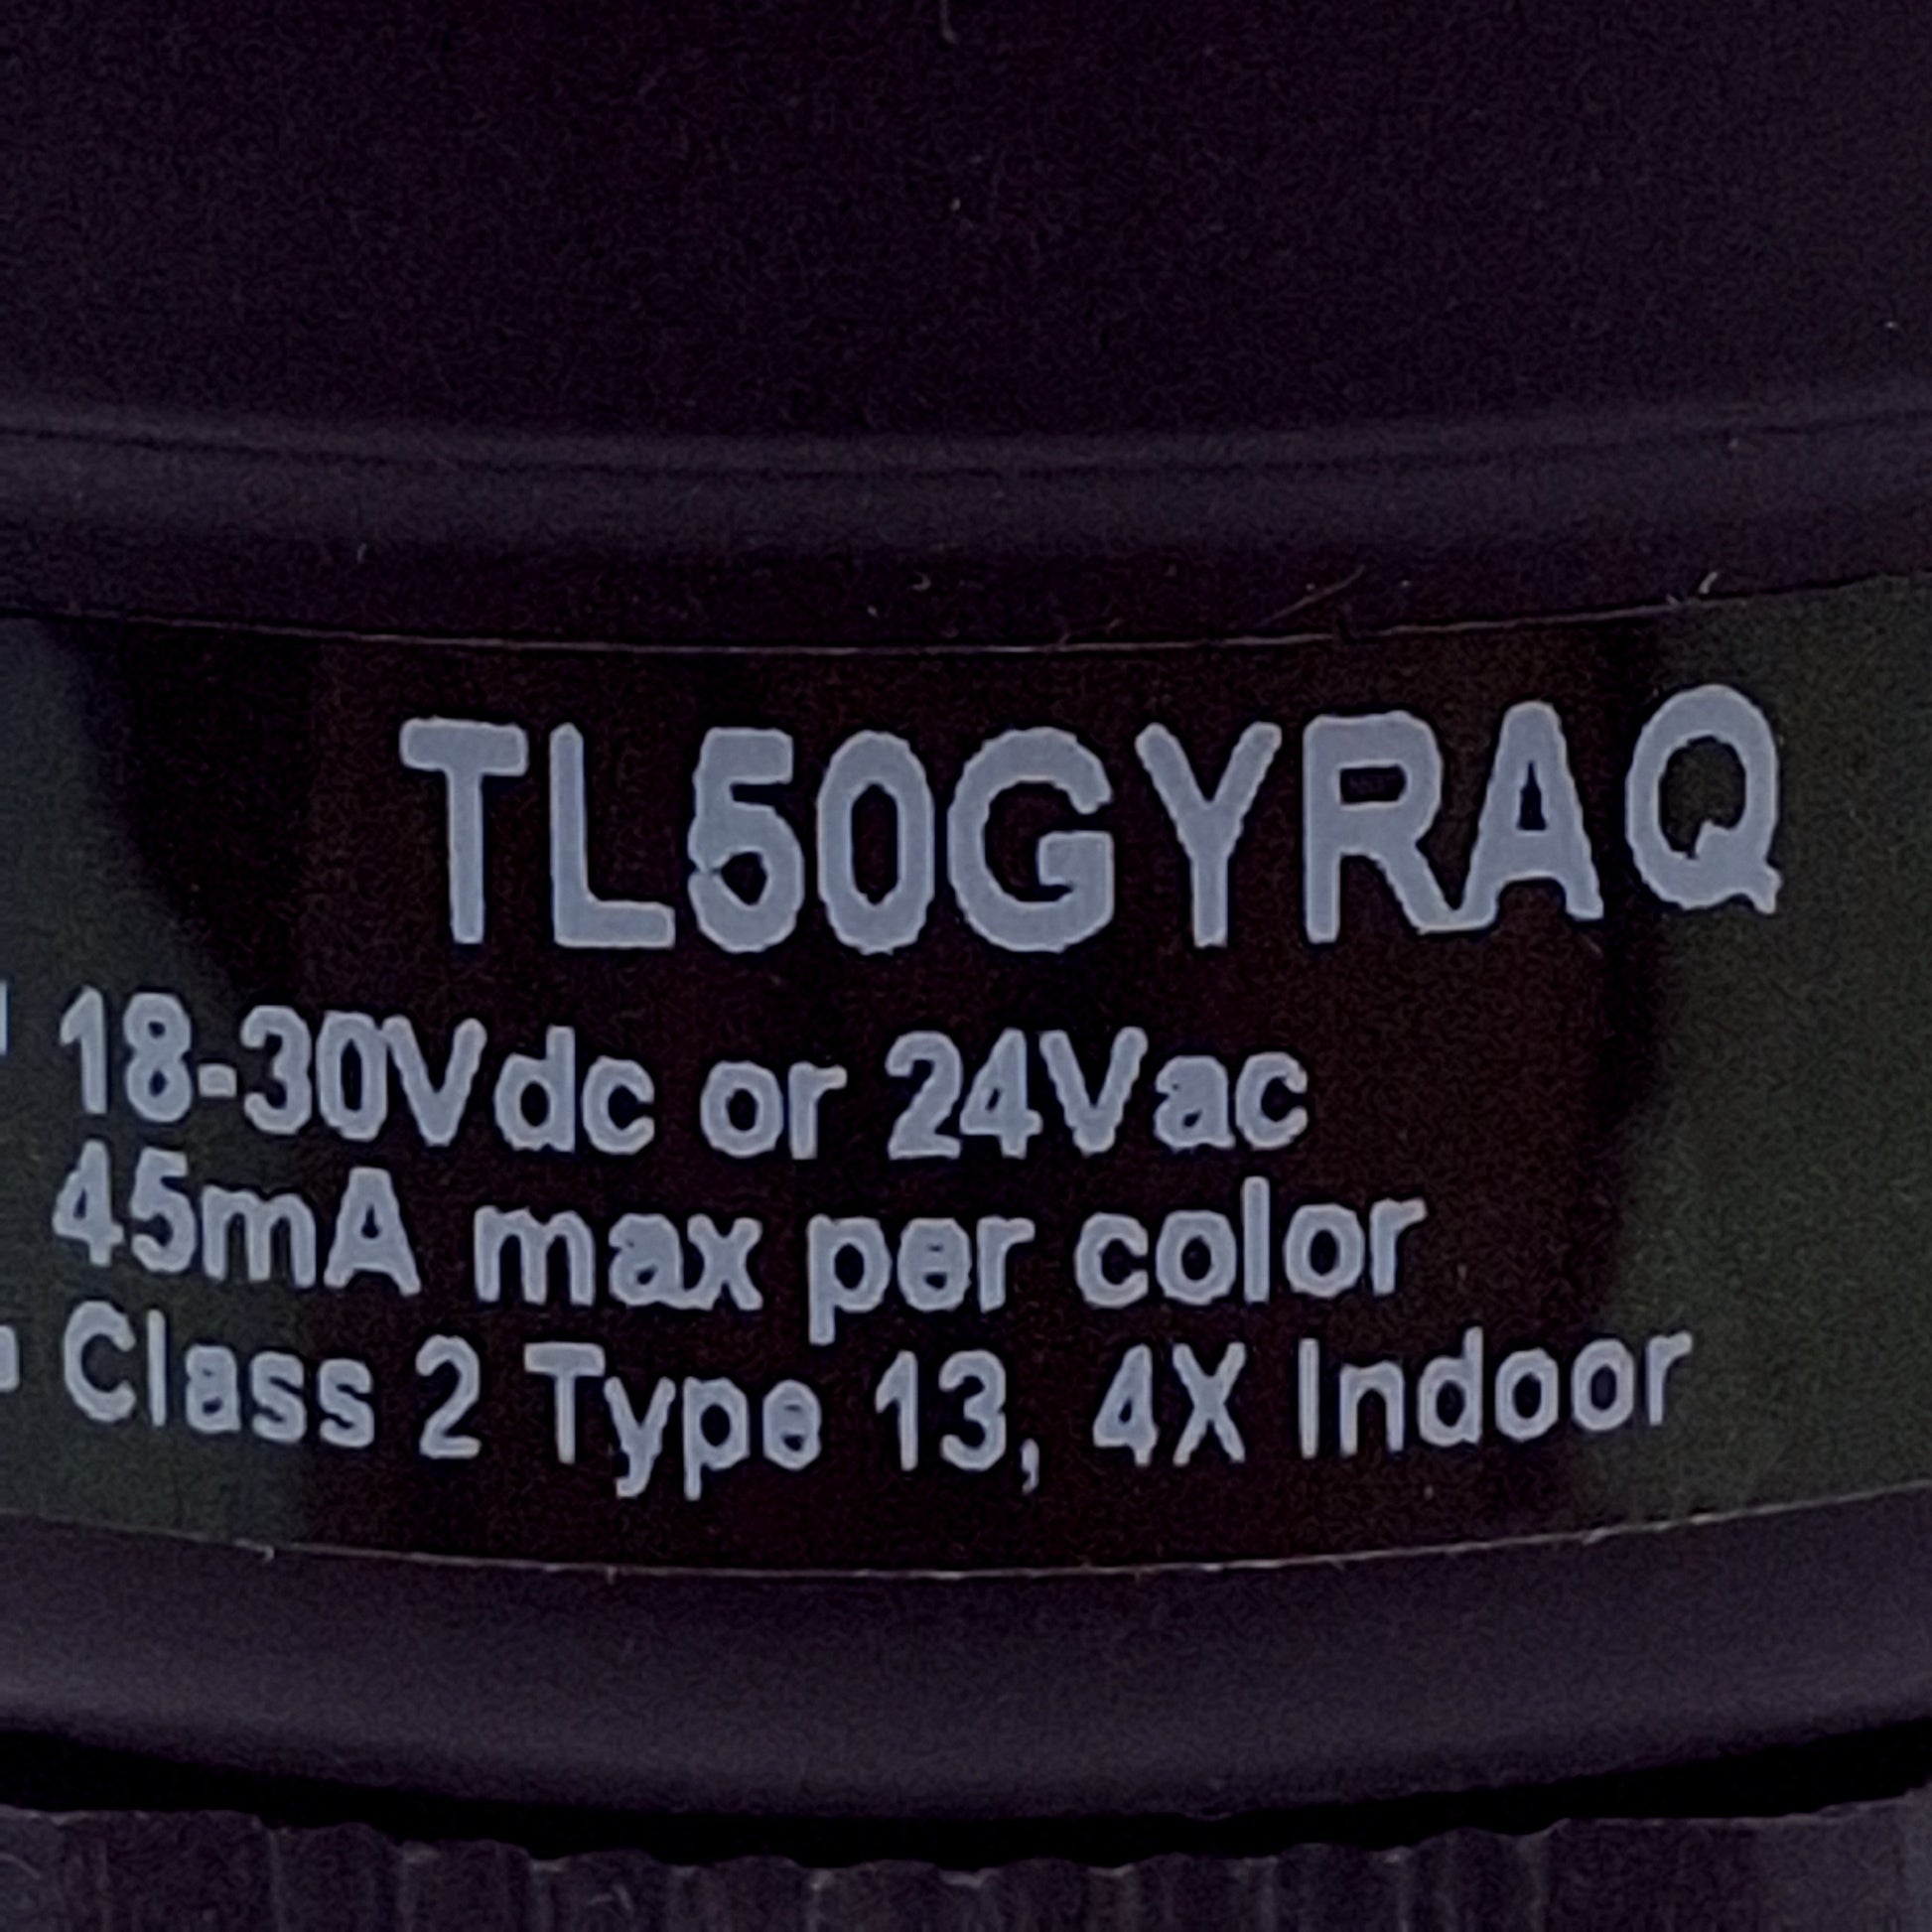 TL50GYRAQ
18-30Vdc or 24Vac
45mA max per color
Class 2 Type 13, 4X Indoor